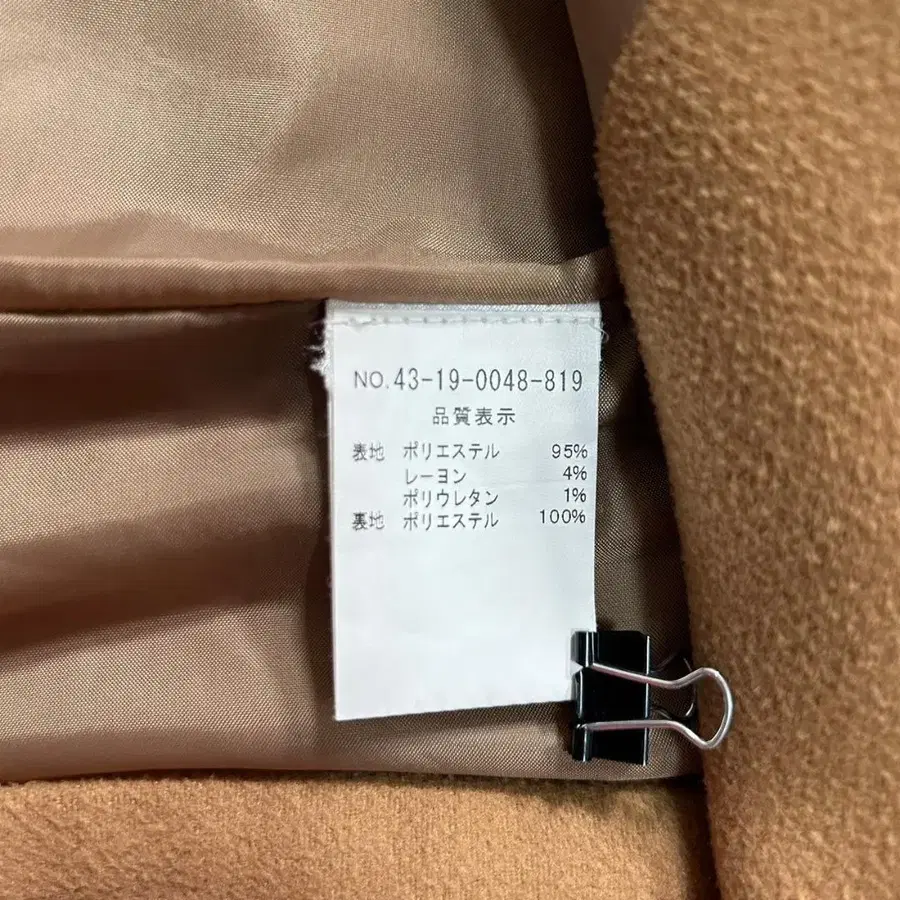 NO.43-19-0048-819
品質表示
表地 ポリエステル 95%
レーヨン 4%
ポリウレタン 1%
裏地 ポリエステル 100%